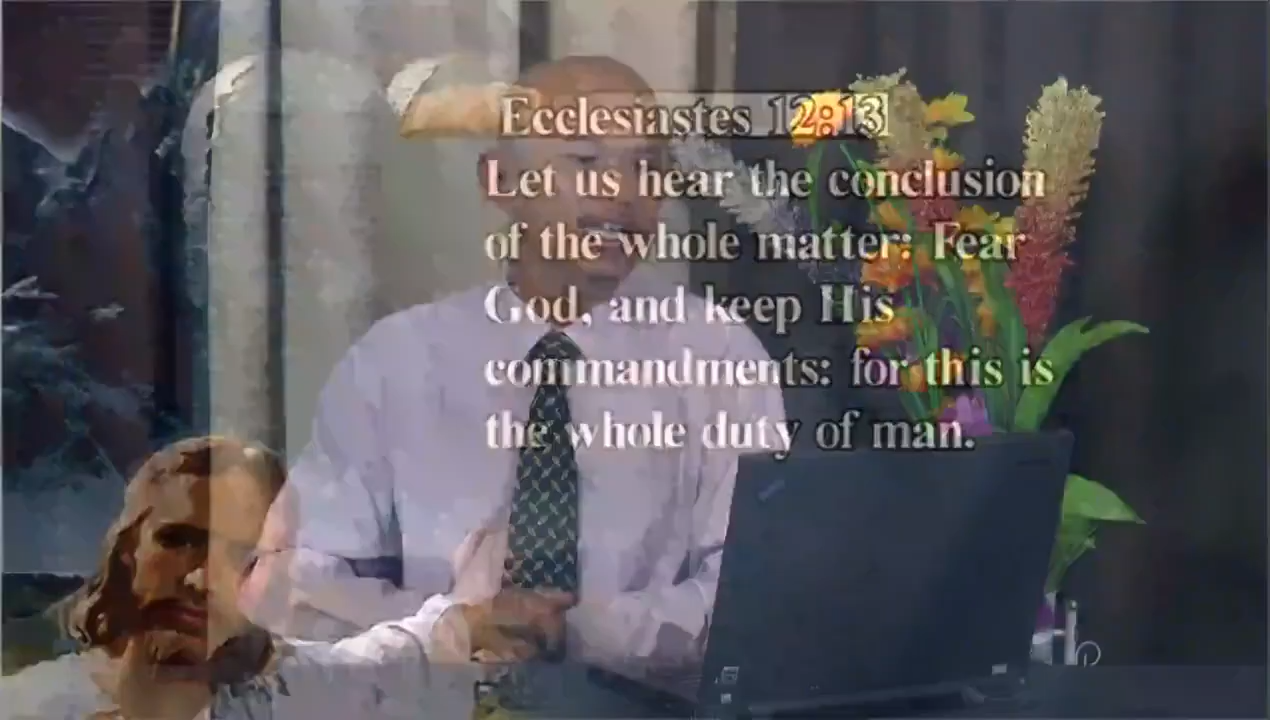 Ecclesiastes 12:13
Let us hear the conclusion
of the whole matter: Fear
God, and keep His
commandments: for this is
the whole duty of man.